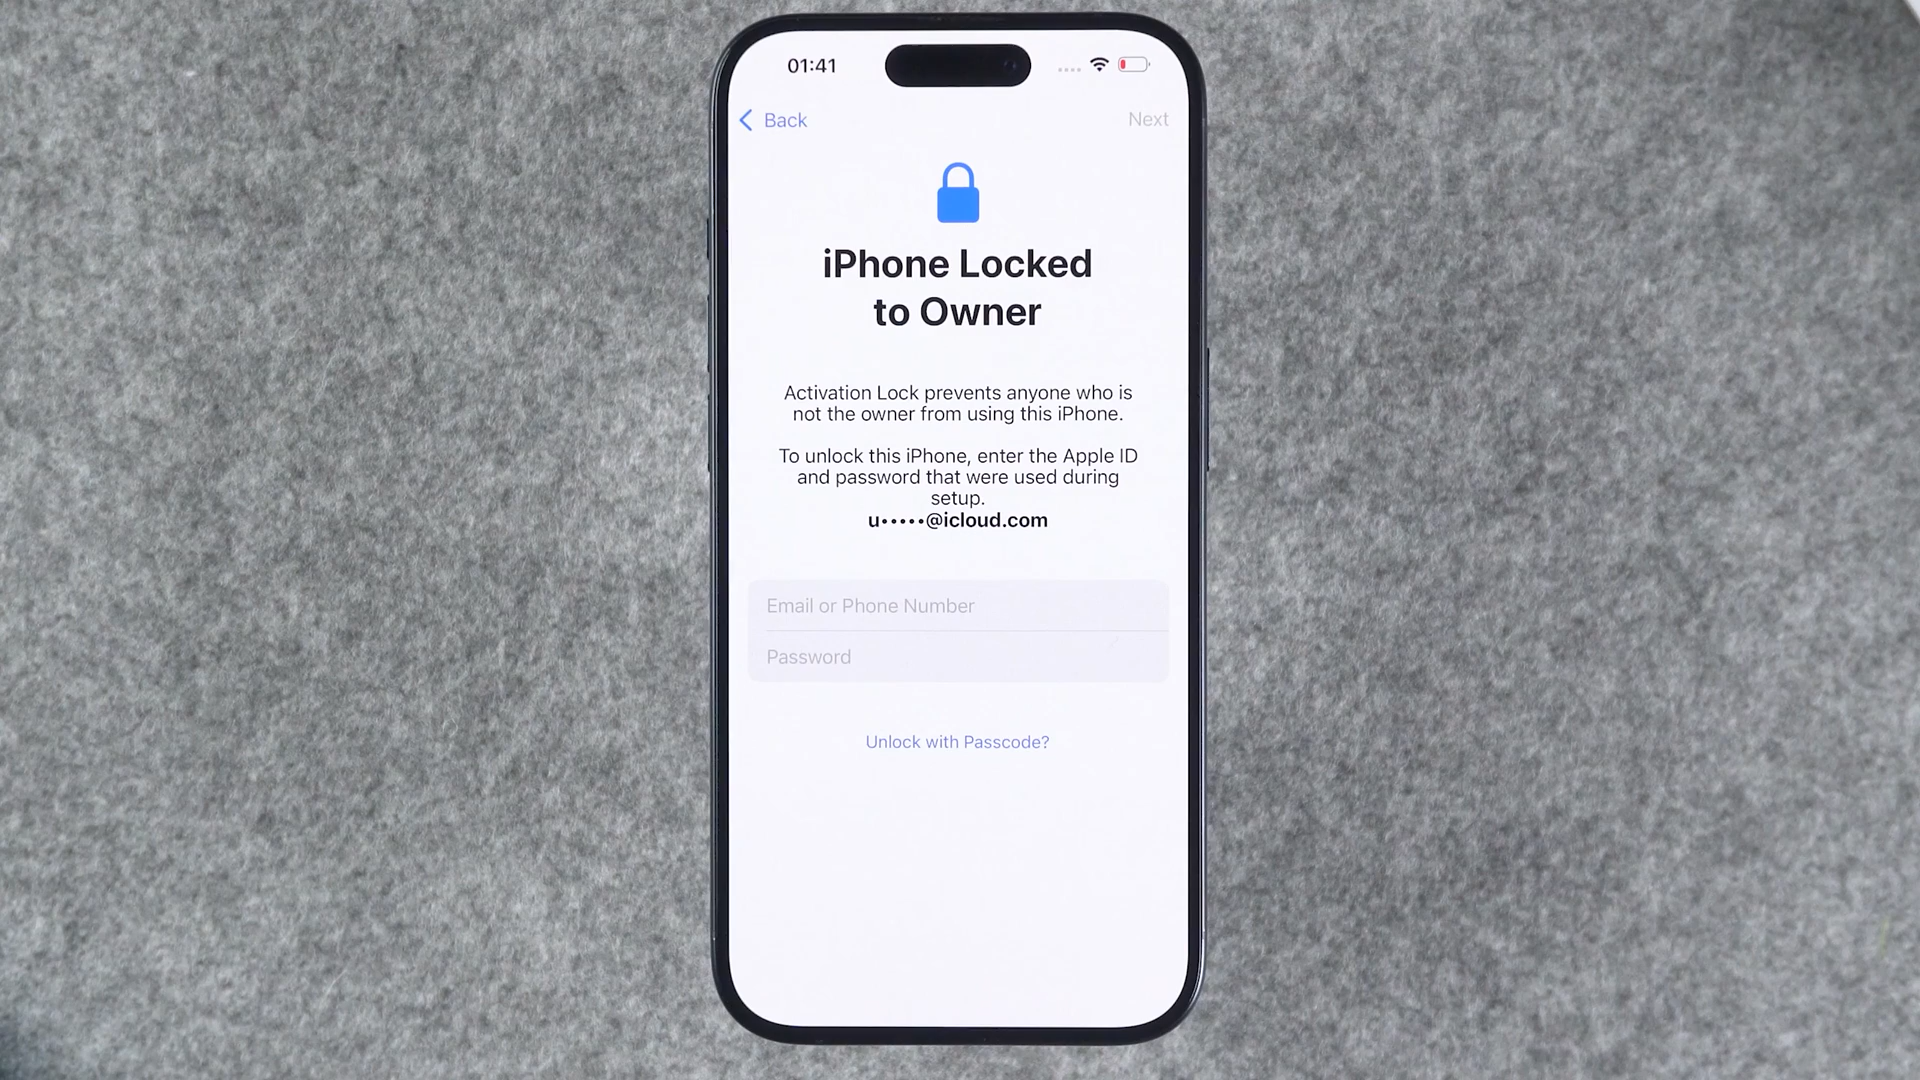 01:41
Back
Next
iPhone Locked
to Owner
Activation Lock prevents anyone who is
not the owner from using this iPhone.
To unlock this iPhone, enter the Apple ID
and password that were used during
setup.
u•••••@icloud.com
Email or Phone Number
Password
Unlock with Passcode?